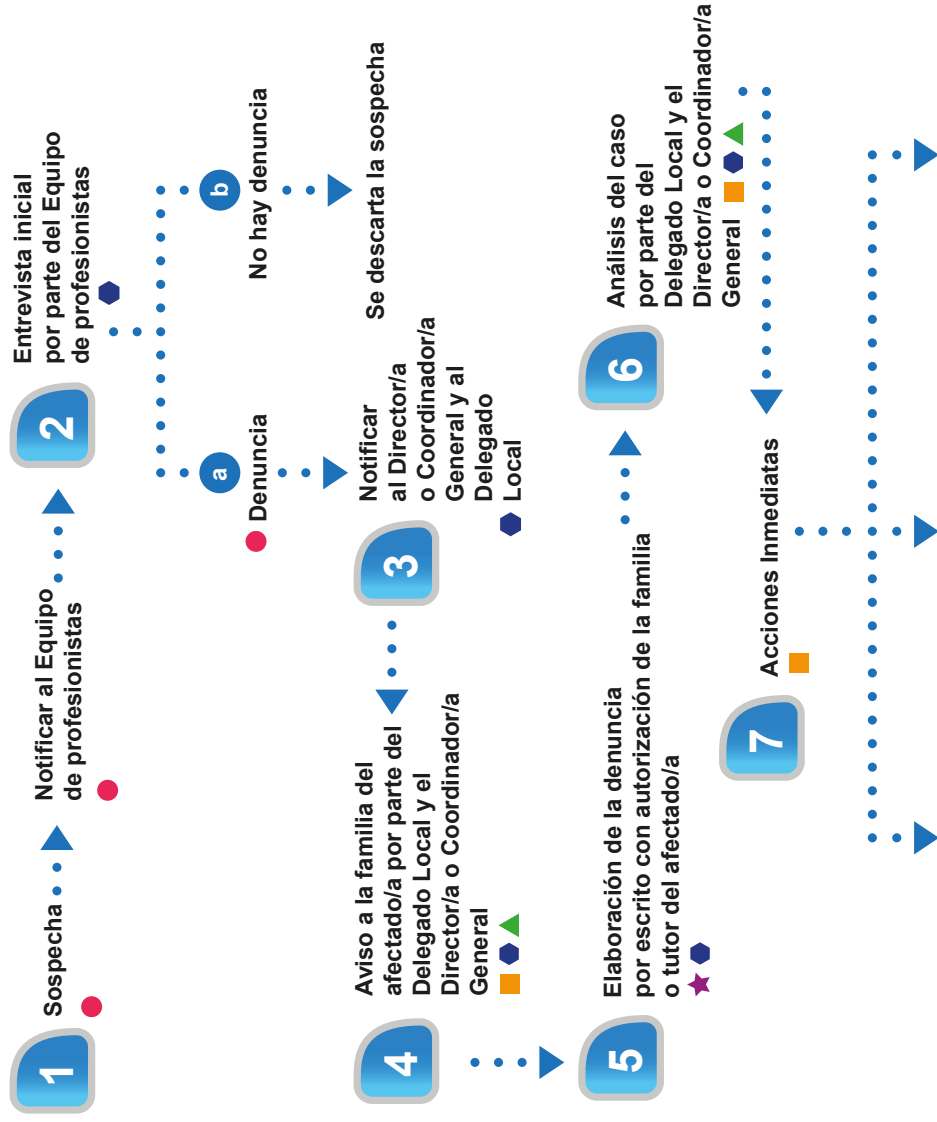 1
Sospecha
Notificar al Equipo
de profesionistas
2
Entrevista inicial
por parte del Equipo
de profesionistas
a
Denuncia
b
No hay denuncia
Se descarta la sospecha
3
Notificar
al Director/a
o Coordinador/a
General y al
Delegado
Local
4
Aviso a la familia del
afectado/a por parte del
Delegado Local y el
Director/a o Coordinador/a
General
5
Elaboración de la denuncia
por escrito con autorización de la familia
o tutor del afectado/a
6
Análisis del caso
por parte del
Delegado Local y el
Director/a o Coordinador/a
General
7
Acciones Inmediatas